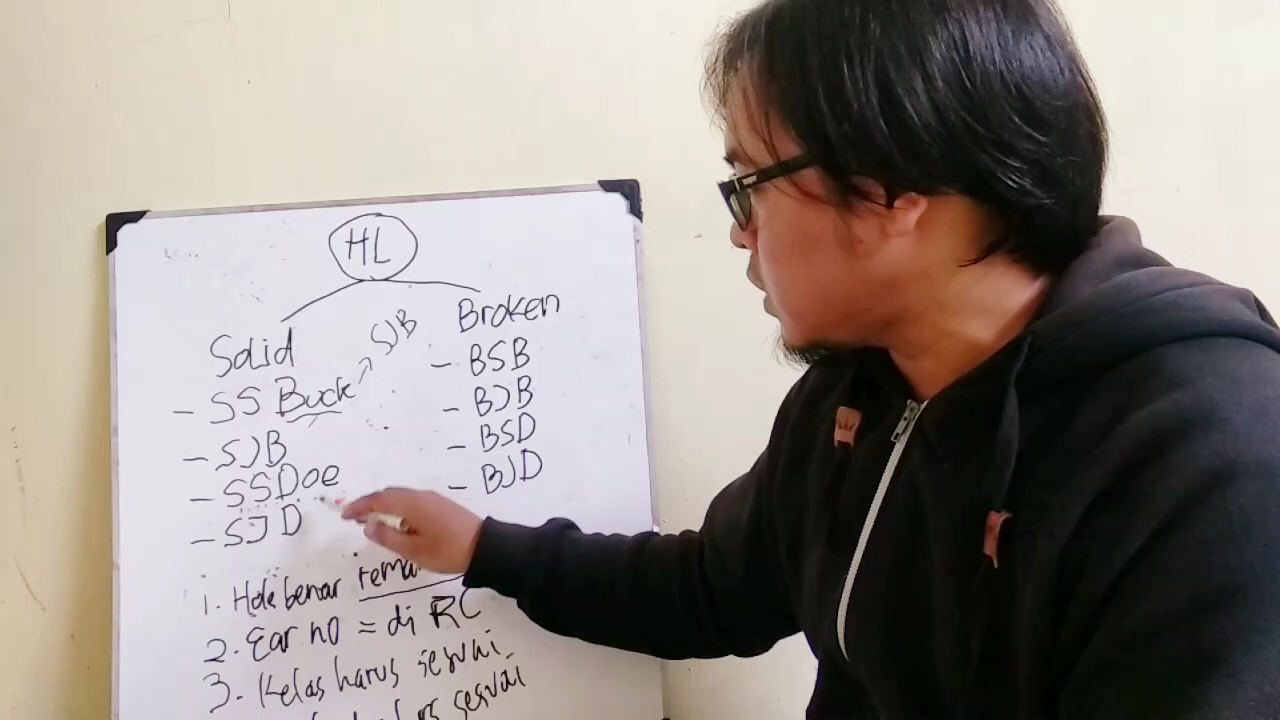 HL
Solid
- SS Buck → SJB
- SJB
- SSDoe
- SJD
Broken
- BSB
- BJB
- BSD
- BJD
1. Hole benar
2. Ear no = di RC
3. Kelas harus sesuai
sesuai